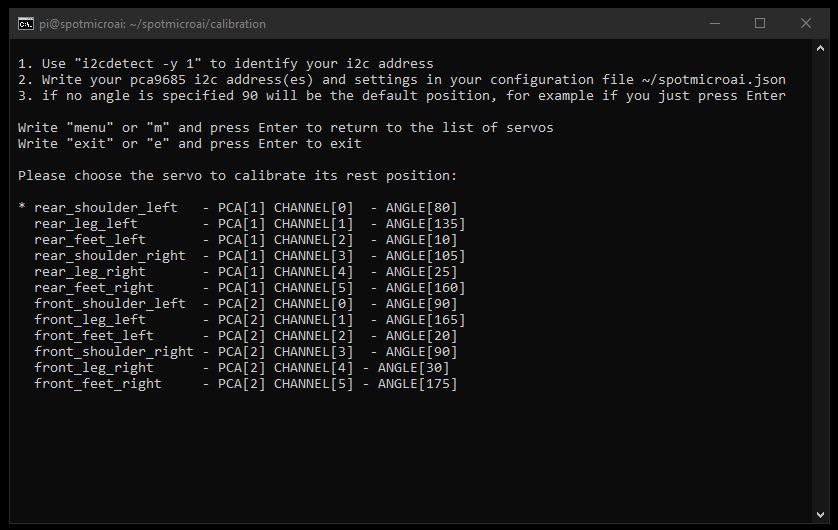 pi@spotmicroai: ~/spotmicroai/calibration
1. Use "i2cdetect -y 1" to identify your i2c address
2. Write your pca9685 i2c address(es) and settings in your configuration file ~/spotmicroai.json
3. if no angle is specified 90 will be the default position, for example if you just press Enter
Write "menu" or "m" and press Enter to return to the list of servos
Write "exit" or "e" and press Enter to exit
Please choose the servo to calibrate its rest position:
* rear_shoulder_left   - PCA[1] CHANNEL[0]  - ANGLE[80]
  rear_leg_left        - PCA[1] CHANNEL[1]  - ANGLE[135]
  rear_feet_left       - PCA[1] CHANNEL[2]  - ANGLE[10]
  rear_shoulder_right  - PCA[1] CHANNEL[3]  - ANGLE[105]
  rear_leg_right       - PCA[1] CHANNEL[4]  - ANGLE[25]
  rear_feet_right      - PCA[1] CHANNEL[5]  - ANGLE[160]
  front_shoulder_left  - PCA[2] CHANNEL[0]  - ANGLE[90]
  front_leg_left       - PCA[2] CHANNEL[1]  - ANGLE[165]
  front_feet_left      - PCA[2] CHANNEL[2]  - ANGLE[20]
  front_shoulder_right - PCA[2] CHANNEL[3]  - ANGLE[90]
  front_leg_right      - PCA[2] CHANNEL[4] - ANGLE[30]
  front_feet_right     - PCA[2] CHANNEL[5] - ANGLE[175]